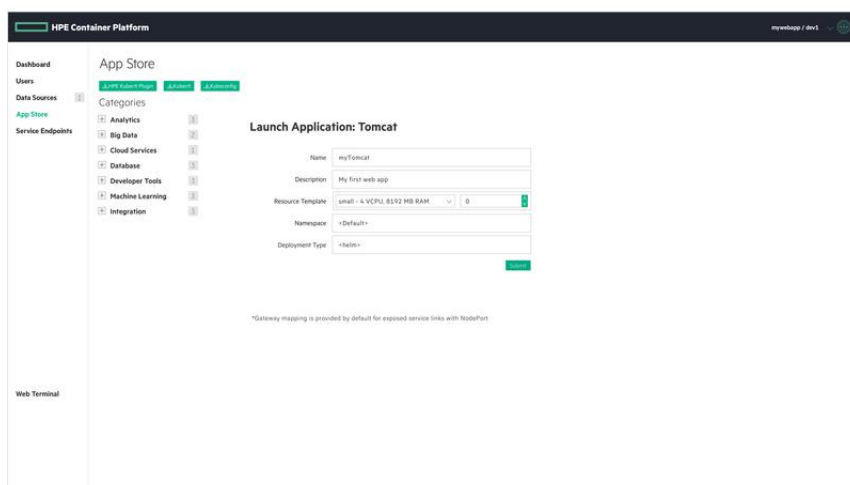 HPE Container Platform
mywebapp / dev1
Dashboard
Users
Data Sources
App Store
Service Endpoints
Web Terminal
App Store
HPE Kubectl Plugin
Kubectl
Kubeconfig
Categories
Analytics
Big Data
Cloud Services
Database
Developer Tools
Machine Learning
Integration
Launch Application: Tomcat
Name myTomcat
Description My first web app
Resource Template small - 4 VCPU, 8192 MB RAM 0
Namespace <Default>
Deployment Type <helm>
Submit
*Gateway mapping is provided by default for exposed service links with NodePort